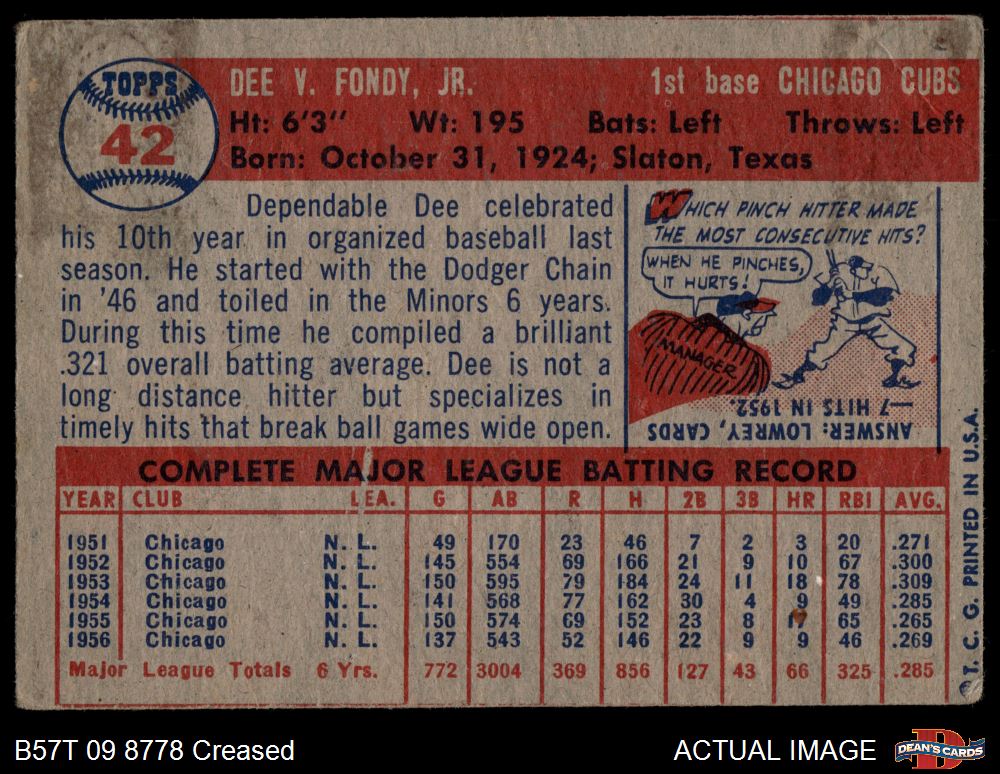 TOPPS
42
DEE V. FONDY, JR.
1st base CHICAGO CUBS
Ht: 6'3" Wt: 195 Bats: Left Throws: Left
Born: October 31, 1924; Slaton, Texas
Dependable Dee celebrated
his 10th year in organized baseball last
season. He started with the Dodger Chain
in '46 and toiled in the Minors 6 years.
During this time he compiled a brilliant
.321 overall batting average. Dee is not a
long distance hitter but specializes in
timely hits that break ball games wide open.
WHICH PINCH HITTER MADE
THE MOST CONSECUTIVE HITS?
WHEN HE PINCHES,
IT HURTS!
MANAGER
ANSWER: LOWREY, CARDS,
—7 HITS IN 1952.
COMPLETE MAJOR LEAGUE BATTING RECORD
YEAR CLUB LEA. G AB R H 2B 3B HR RBI AVG.
1951 Chicago N. L. 49 170 23 46 7 2 3 20 .271
1952 Chicago N. L. 145 554 69 166 21 9 10 67 .300
1953 Chicago N. L. 150 595 79 184 24 11 18 78 .309
1954 Chicago N. L. 141 568 77 162 30 4 9 49 .285
1955 Chicago N. L. 150 574 69 152 23 8 65 .265
1956 Chicago N. L. 137 543 52 146 22 9 9 46 .269
Major League Totals 6 Yrs. 772 3004 369 856 127 43 66 325 .285
© T. C. G. PRINTED IN U.S.A.
B57T 09 8778 Creased
ACTUAL IMAGE
DEAN'S CARDS